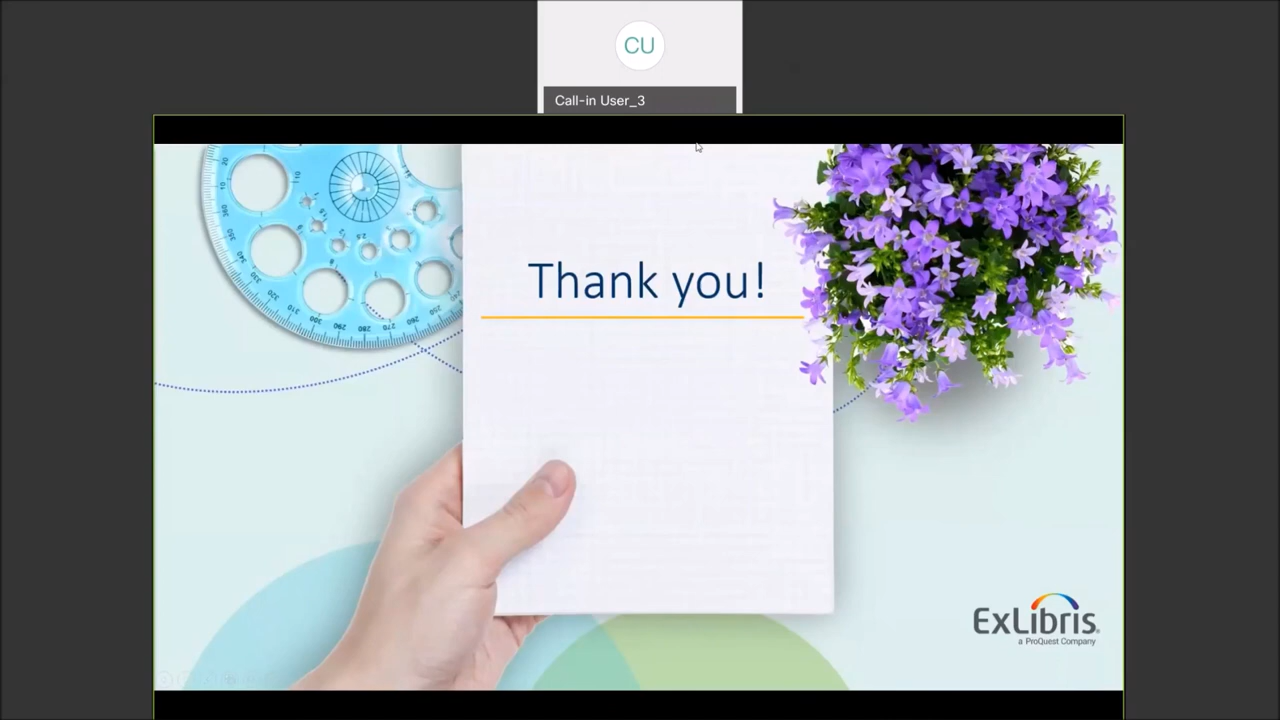 CU
Call-in User_3
Thank you!
ExLibris
a ProQuest Company